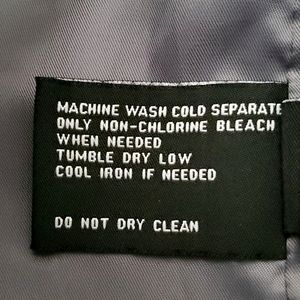 MACHINE WASH COLD SEPARATE
ONLY NON-CHLORINE BLEACH
WHEN NEEDED
TUMBLE DRY LOW
COOL IRON IF NEEDED
DO NOT DRY CLEAN